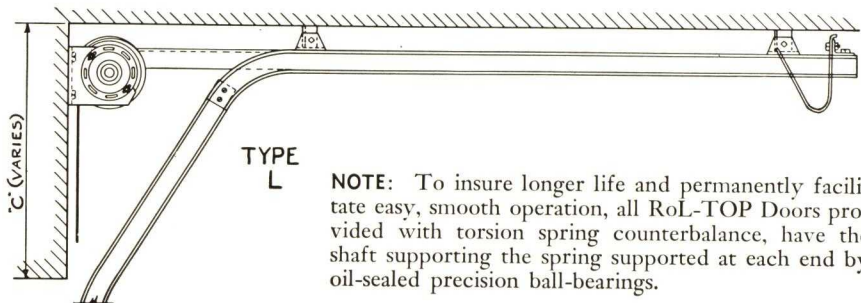 "C" (VARIES)
TYPE
L
NOTE: To insure longer life and permanently facili-
tate easy, smooth operation, all RoL-TOP Doors pro-
vided with torsion spring counterbalance, have the
shaft supporting the spring supported at each end by
oil-sealed precision ball-bearings.